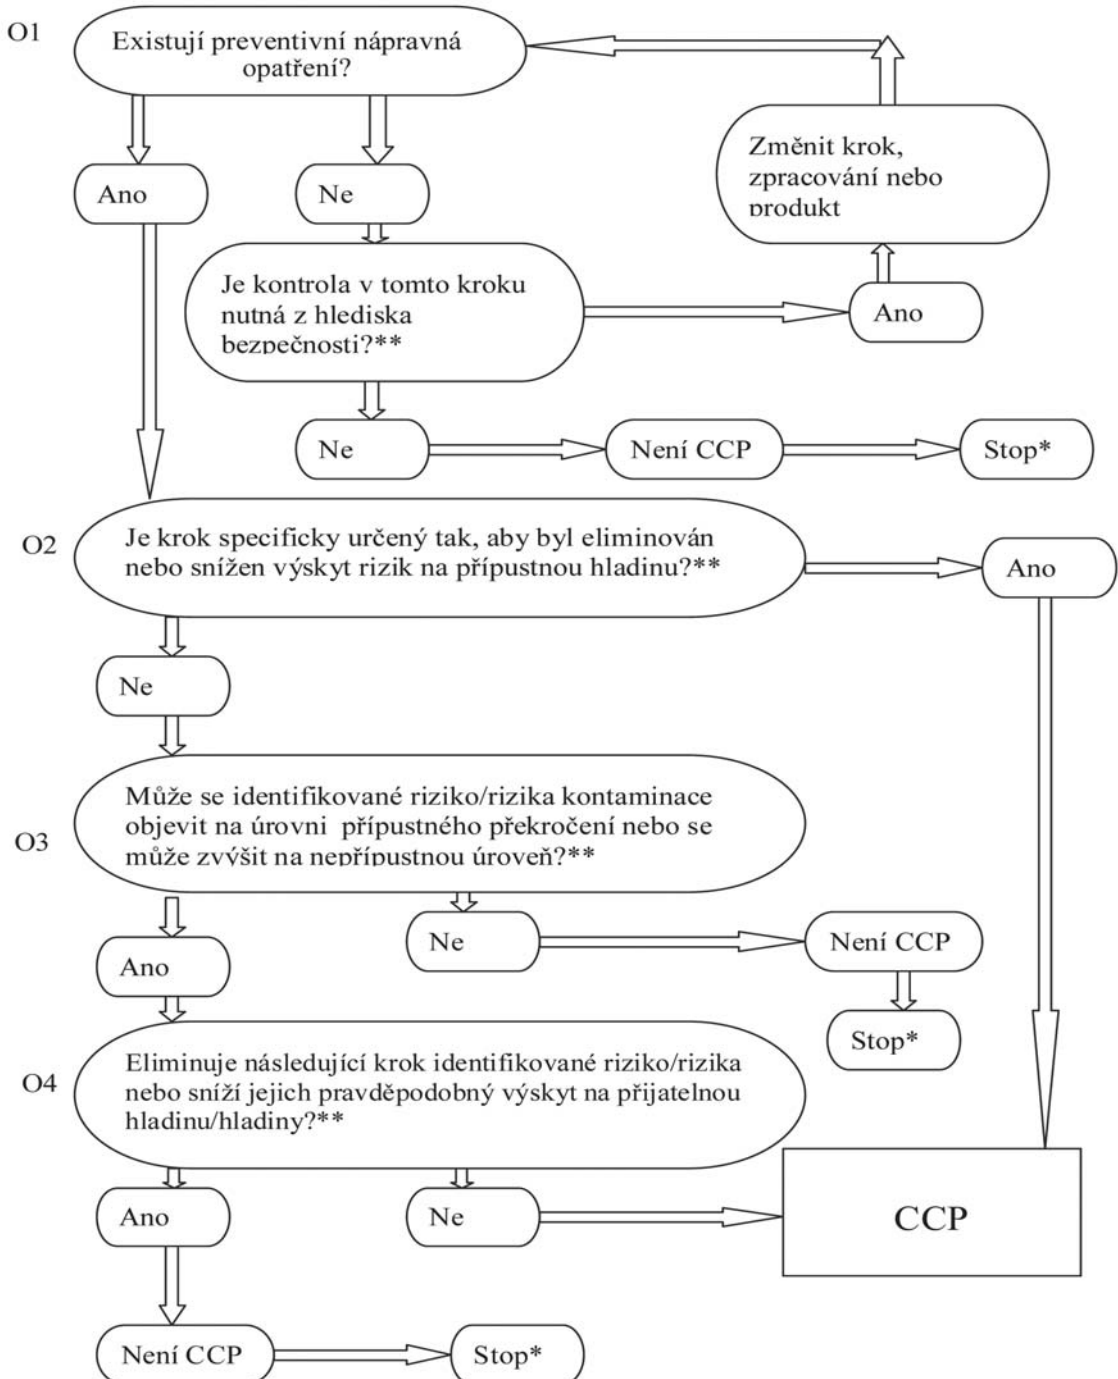 O1
Existují preventivní nápravná
opatření?
Ano
Ne
Změnit krok,
zpracování nebo
produkt
Je kontrola v tomto kroku
nutná z hlediska
bezpečnosti?**
Ano
Ne
Není CCP
Stop*
O2
Je krok specificky určený tak, aby byl eliminován
nebo snížen výskyt rizik na přípustnou hladinu?**
Ano
Ne
O3
Může se identifikované riziko/rizika kontaminace
objevit na úrovni přípustného překročení nebo se
může zvýšit na nepřípustnou úroveň?**
Ne
Není CCP
Ano
Stop*
O4
Eliminuje následující krok identifikované riziko/rizika
nebo sníží jejich pravděpodobný výskyt na přijatelnou
hladinu/hladiny?**
Ano
Ne
CCP
Není CCP
Stop*